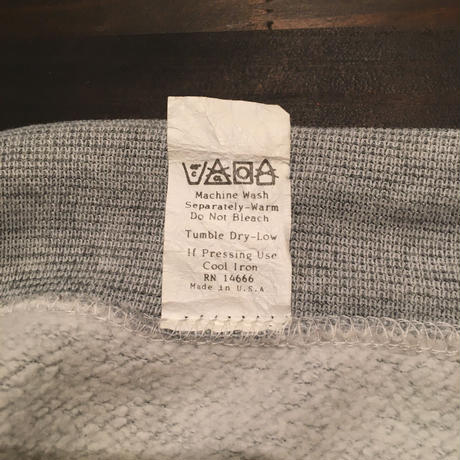 Machine Wash
Separately-Warm
Do Not Bleach
Tumble Dry-Low
If Pressing Use
Cool Iron
RN 14666
Made in U.S.A